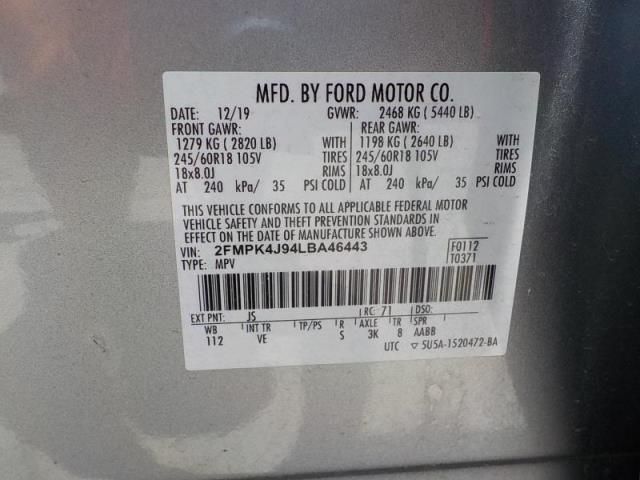 MFD. BY FORD MOTOR CO.
DATE: 12/19 GVWR: 2468 KG ( 5440 LB)
FRONT GAWR: REAR GAWR:
1279 KG ( 2820 LB) WITH 1198 KG ( 2640 LB) WITH
245/60R18 105V TIRES 245/60R18 105V TIRES
18x8.0J RIMS 18x8.0J RIMS
AT 240 kPa/ 35 PSI COLD AT 240 kPa/ 35 PSI COLD
THIS VEHICLE CONFORMS TO ALL APPLICABLE FEDERAL MOTOR
VEHICLE SAFETY AND THEFT PREVENTION STANDARDS IN
EFFECT ON THE DATE OF MANUFACTURE SHOWN ABOVE.
VIN: 2FMPK4J94LBA46443 F0112
TYPE: MPV T0371
EXT PNT: JS RC: 71 DSO:
WB INT TR TP/PS R AXLE TR SPR
112 VE S 3K 8 AABB
UTC ▽ 5U5A-1520472-BA